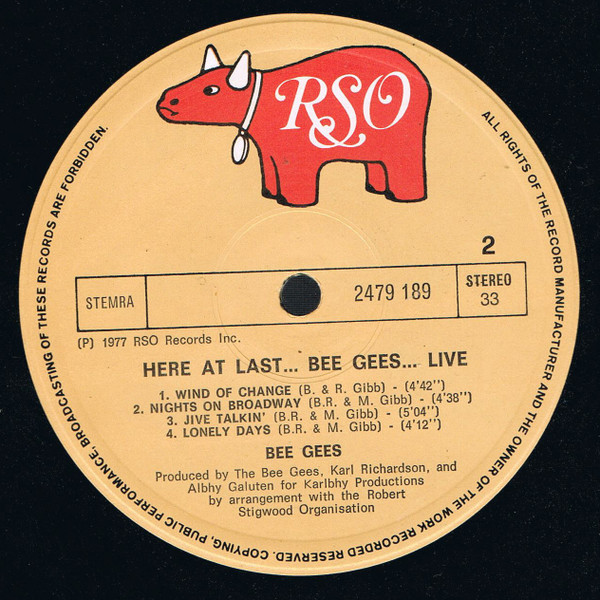 RSO
2
STEMRA
2479 189
STEREO
33
(P) 1977 RSO Records Inc.
HERE AT LAST... BEE GEES... LIVE
1. WIND OF CHANGE (B. & R. Gibb) - (4'42")
2. NIGHTS ON BROADWAY (B.R. & M. Gibb) - (4'38")
3. JIVE TALKIN' (B.R. & M. Gibb) - (5'04")
4. LONELY DAYS (B.R. & M. Gibb) - (4'12")
BEE GEES
Produced by The Bee Gees, Karl Richardson, and
Albhy Galuten for Karlbhy Productions
by arrangement with the Robert
Stigwood Organisation
ALL RIGHTS OF THE RECORD MANUFACTURER AND THE OWNER OF THE WORK RECORDED RESERVED. COPYING, PUBLIC PERFORMANCE, BROADCASTING OF THESE RECORDS ARE FORBIDDEN.